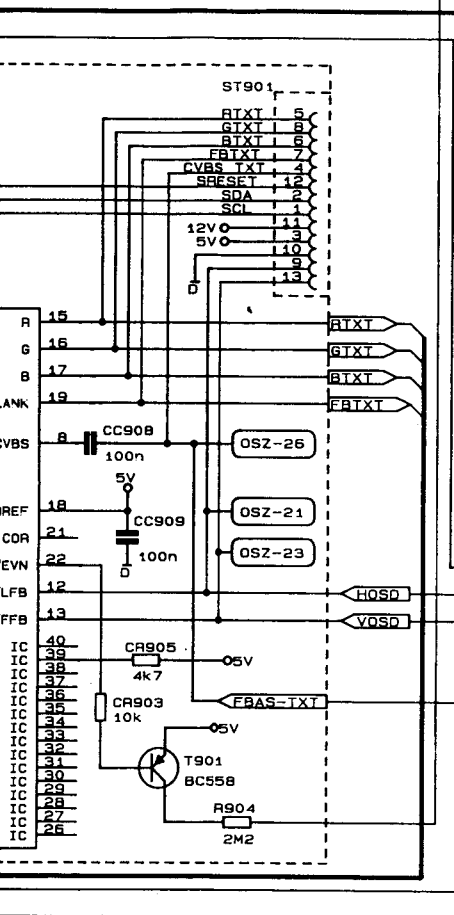 ST901
RTXT 5
GTXT 8
BTXT 6
FBTXT 7
CVBS TXT 4
SRESET 12
SDA 2
SCL 1
12V 11
5V 3
10
9
D 13
R 15 RTXT
G 16 GTXT
B 17 BTXT
LANK 19 FBTXT
CVBS 8 CC908 100n OSZ-26
5V
OREF 18 CC909 OSZ-21
COR 21 100n OSZ-23
EVN 22 D
LFB 12 HOSD
FFB 13 VOSD
IC 40
IC 39 CR905 4k7 5V
IC 38
IC 37
IC 36 CR903 FBAS-TXT
IC 35 10k
IC 34 5V
IC 33
IC 32 T901
IC 31 BC558
IC 30
IC 29
IC 28 R904
IC 27 2M2
IC 26